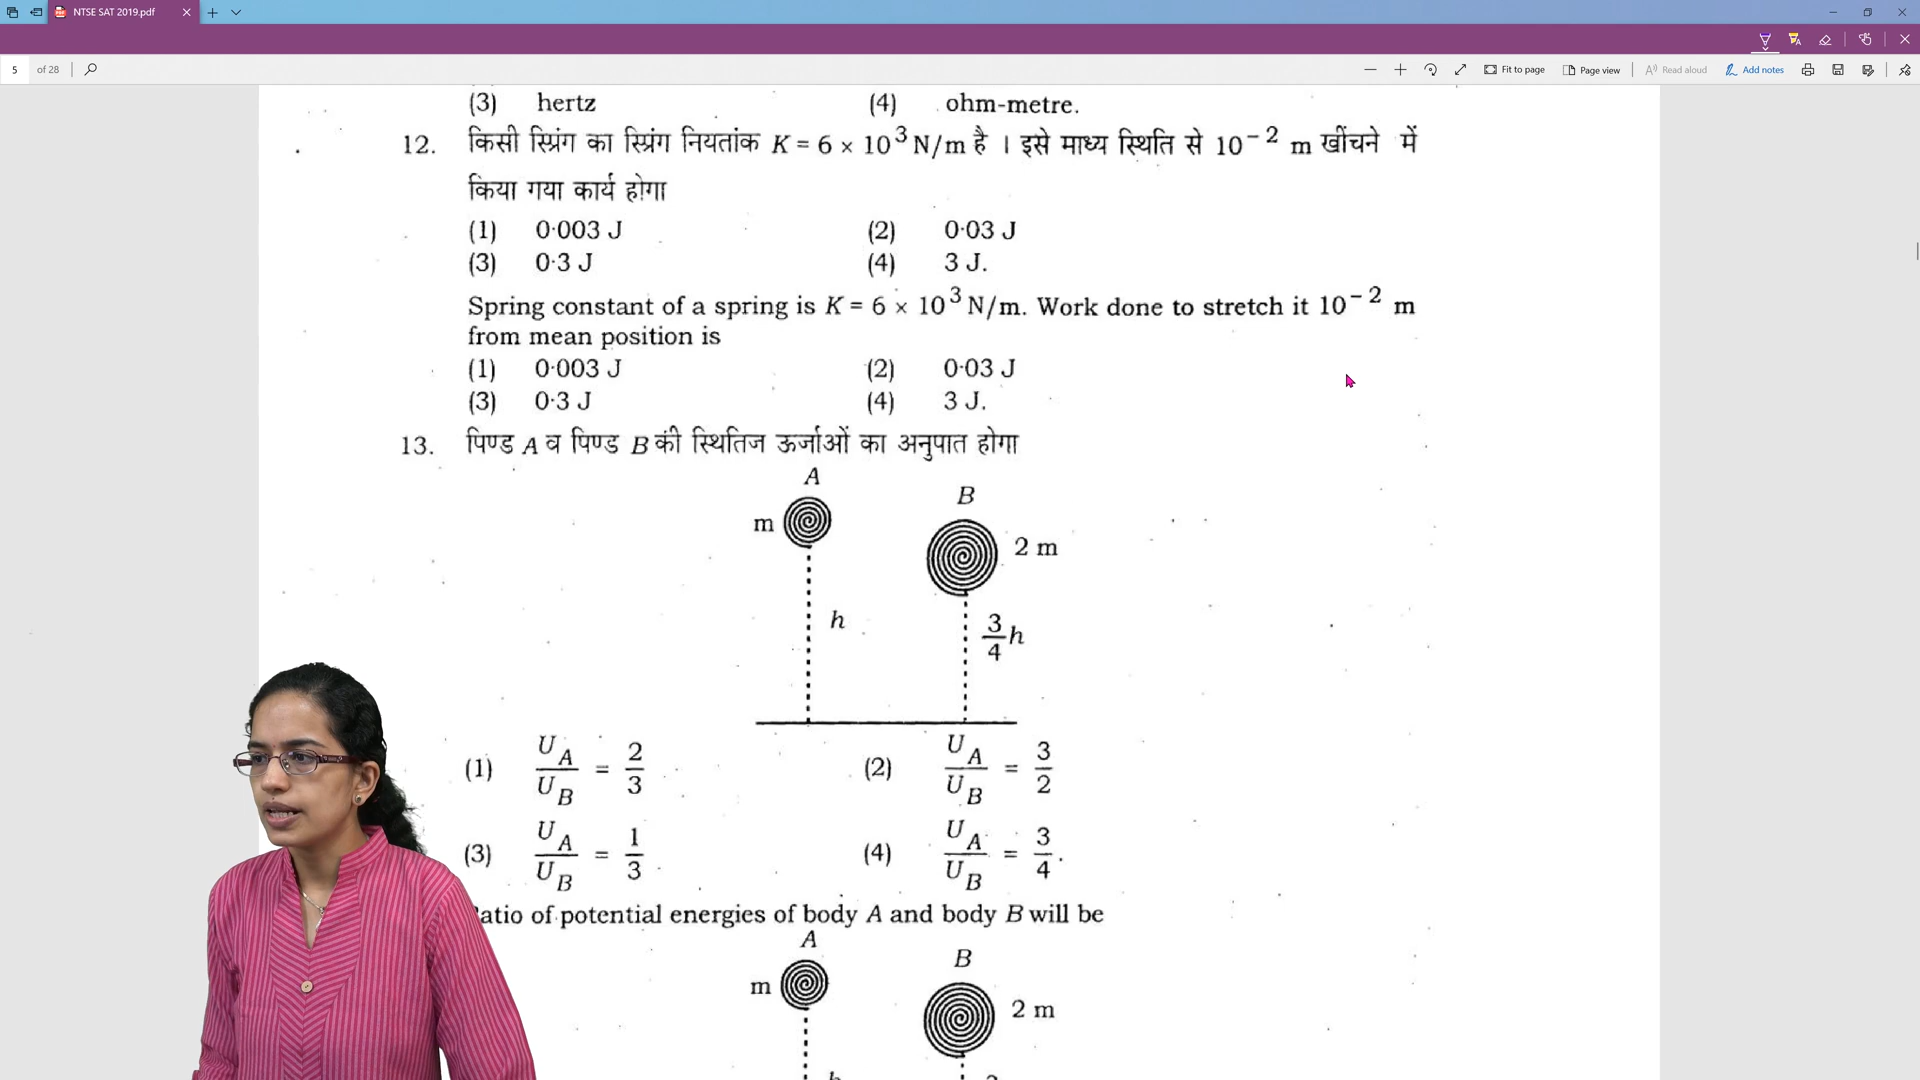 NTSE SAT 2019.pdf
5 of 28 Fit to page Page view Read aloud Add notes
(3) hertz (4) ohm-metre.
12. किसी स्प्रिंग का स्प्रिंग नियतांक K = 6 × 10³ N/m है । इसे माध्य स्थिति से 10⁻² m खींचने में
किया गया कार्य होगा
(1) 0·003 J (2) 0·03 J
(3) 0·3 J (4) 3 J.
Spring constant of a spring is K = 6 × 10³ N/m. Work done to stretch it 10⁻² m
from mean position is
(1) 0·003 J (2) 0·03 J
(3) 0·3 J (4) 3 J.
13. पिण्ड A व पिण्ड B की स्थितिज ऊर्जाओं का अनुपात होगा
A
B
m
2 m
h
3/4 h
(1) U_A/U_B = 2/3 (2) U_A/U_B = 3/2
(3) U_A/U_B = 1/3 (4) U_A/U_B = 3/4.
of potential energies of body A and body B will be
A
B
m
2 m